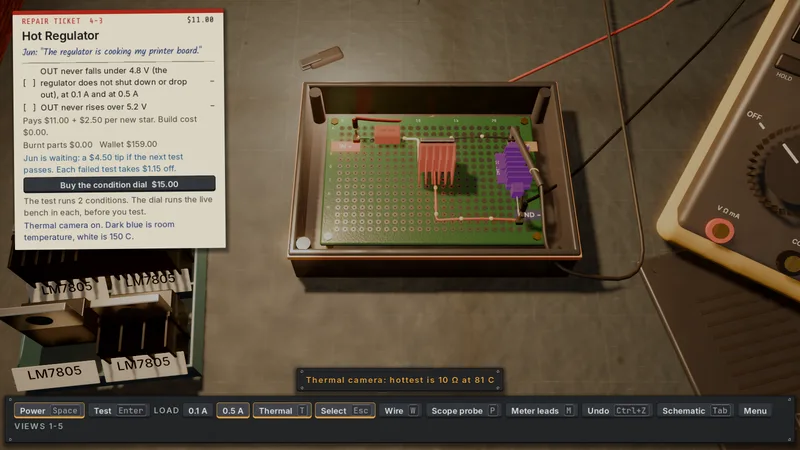 REPAIR TICKET 4-3 $11.00
Hot Regulator
Jun: "The regulator is cooking my printer board."
OUT never falls under 4.8 V (the
[ ] regulator does not shut down or drop –
out), at 0.1 A and at 0.5 A
[ ] OUT never rises over 5.2 V –
Pays $11.00 + $2.50 per new star. Build cost
$0.00.
Burnt parts $0.00 Wallet $159.00
Jun is waiting: a $4.50 tip if the next test
passes. Each failed test takes $1.15 off.
Buy the condition dial $15.00
The test runs 2 conditions. The dial runs the live
bench in each, before you test.
Thermal camera on. Dark blue is room
temperature, white is 150 C.
HOLD
OFF
V Ω mA
GND -
LM7805 LM7805
LM7805 LM7805
Thermal camera: hottest is 10 Ω at 81 C
Power Space Test Enter LOAD 0.1 A 0.5 A Thermal T Select Esc Wire W Scope probe P Meter leads M Undo Ctrl+Z Schematic Tab Menu
VIEWS 1-5